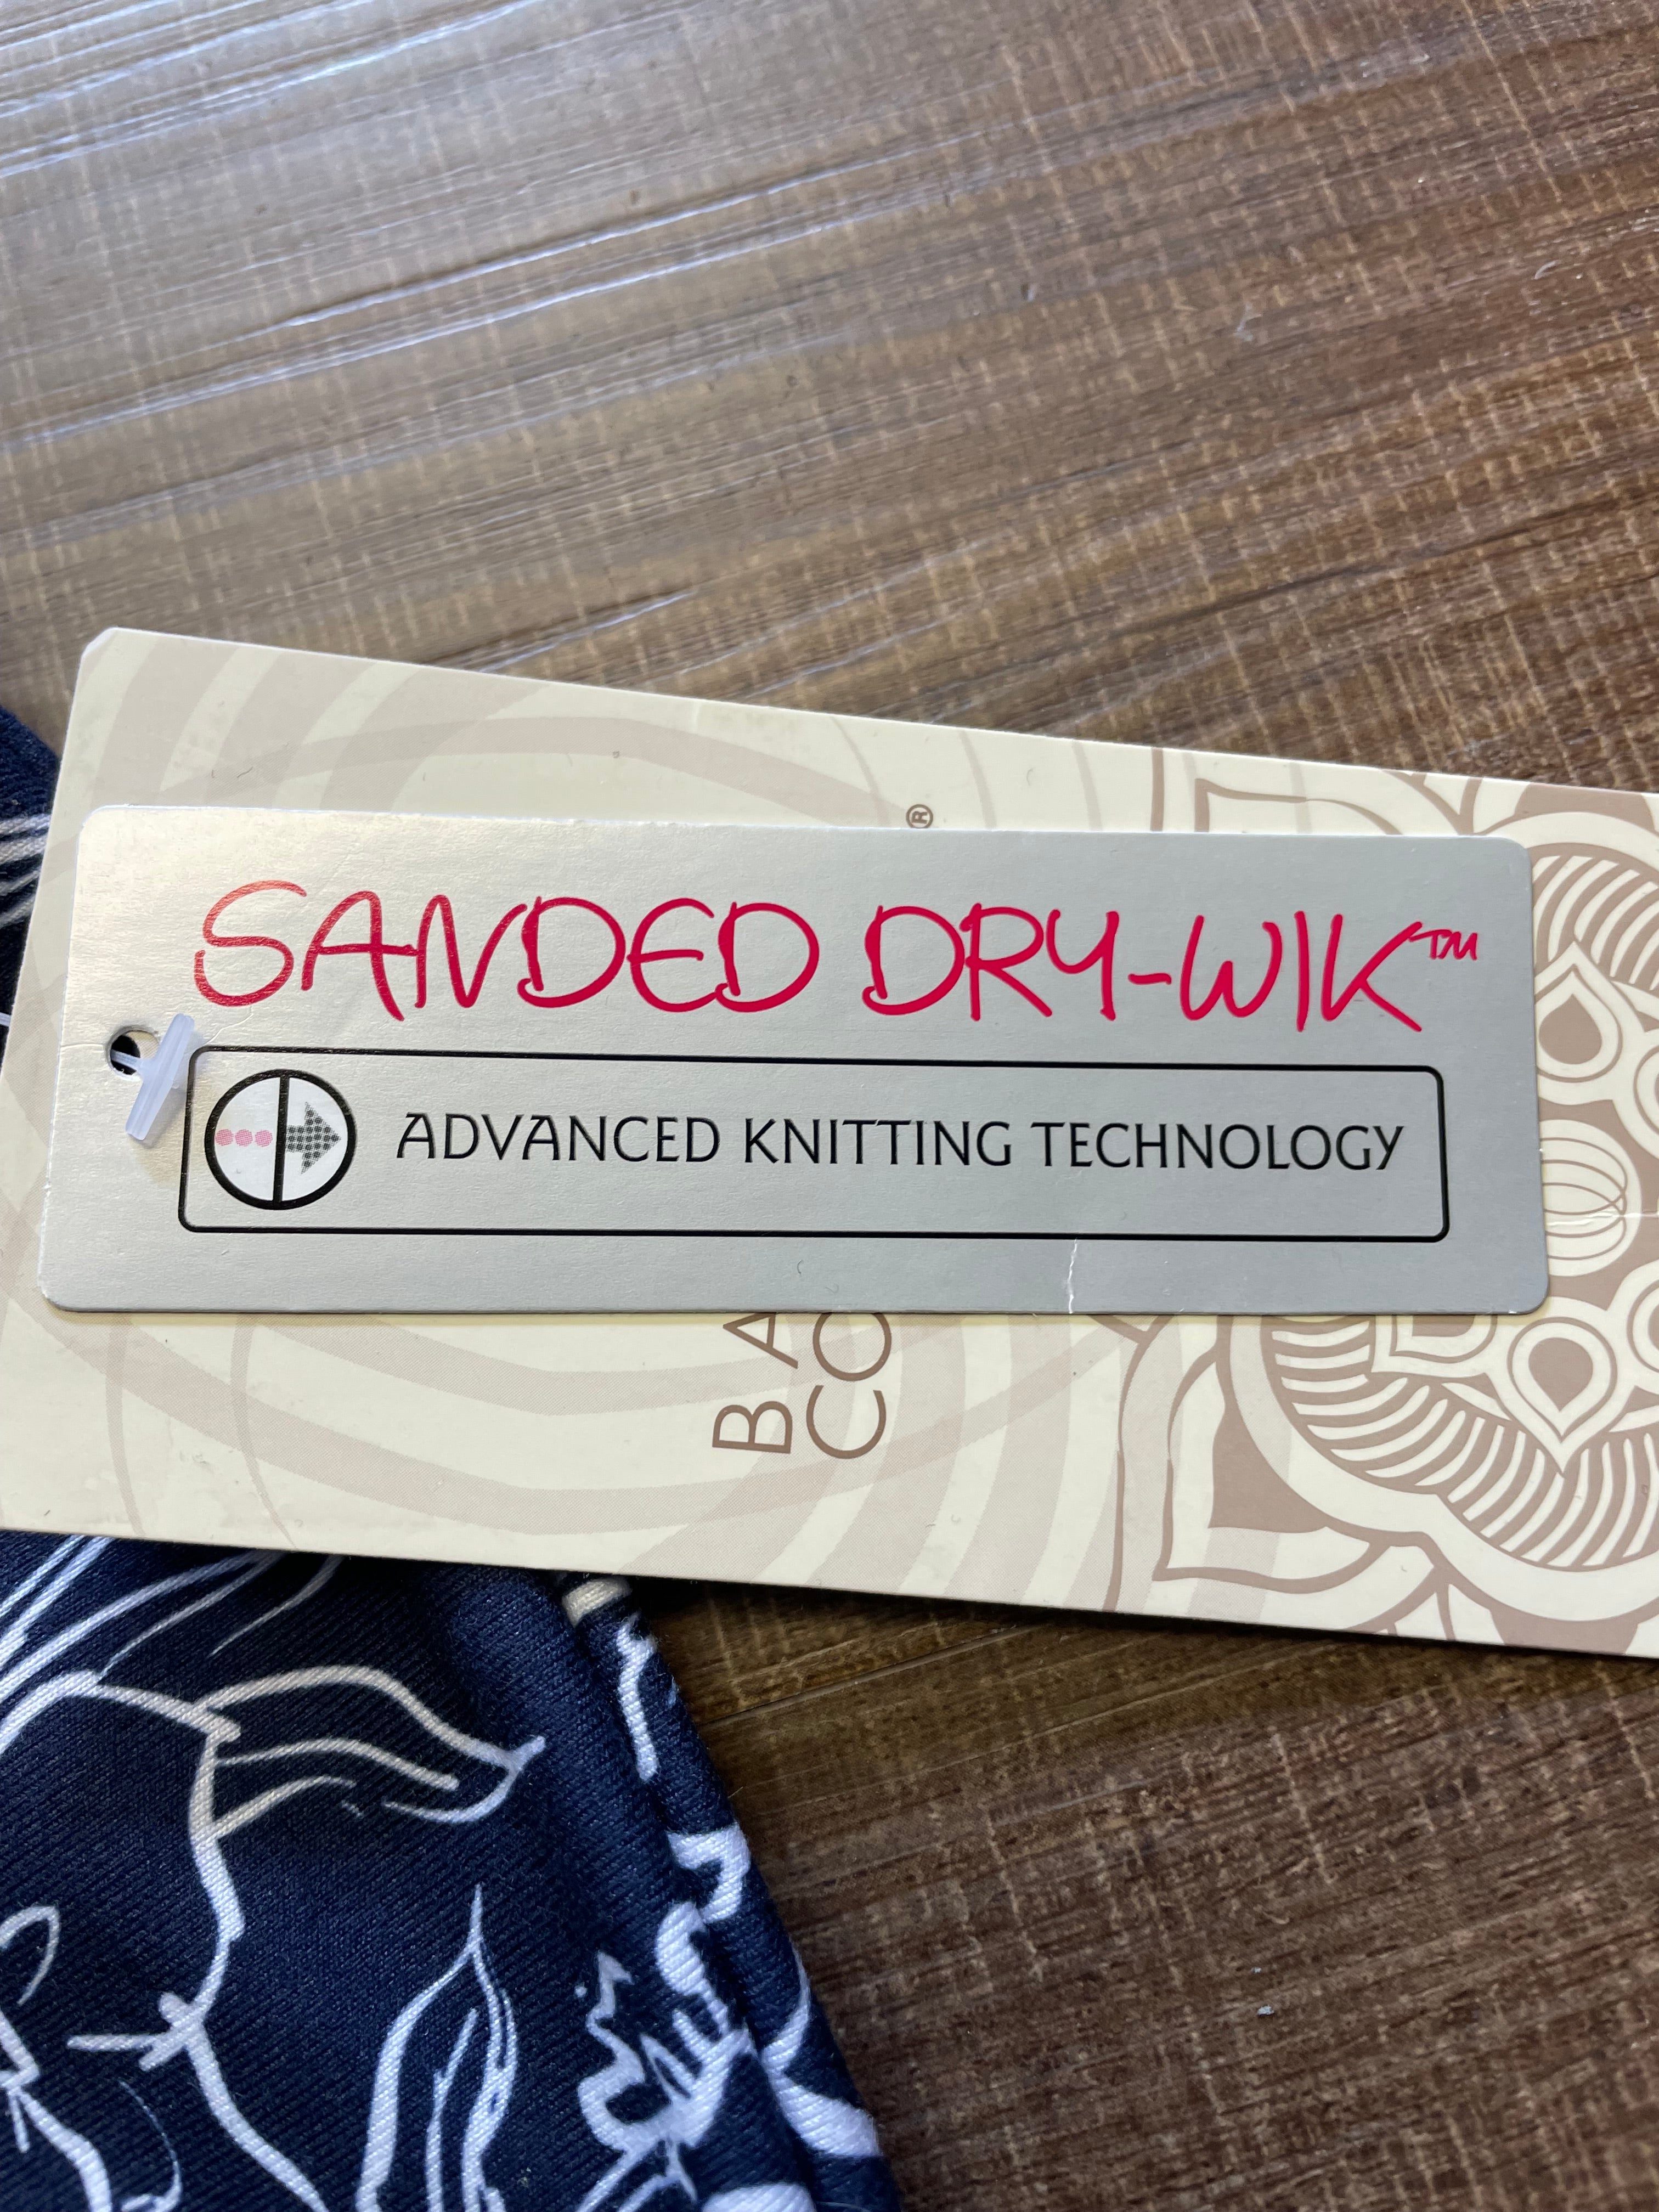 SANDED DRY-WIK™
ADVANCED KNITTING TECHNOLOGY
®